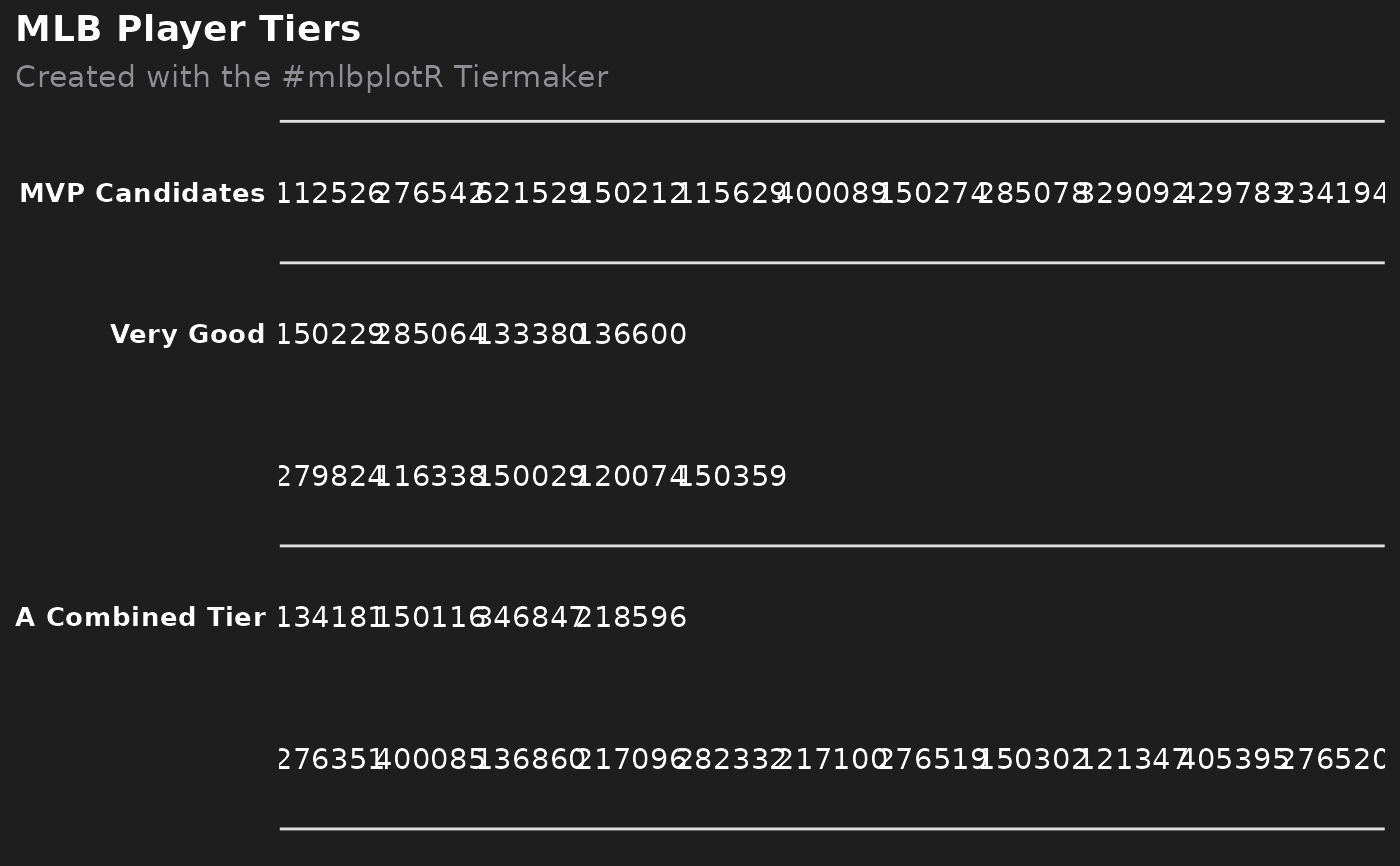 MLB Player Tiers
Created with the #mlbplotR Tiermaker
MVP Candidates 112526 276542 621529 150212 115629 400089 150274 285078 329092 429783 234194
Very Good 150229 285064 133380 136600
279824 116338 150029 120074 150359
A Combined Tier 134181 150116 346847 218596
276351 400085 136860 217096 282332 217100 276519 150302 121347 405395 276520